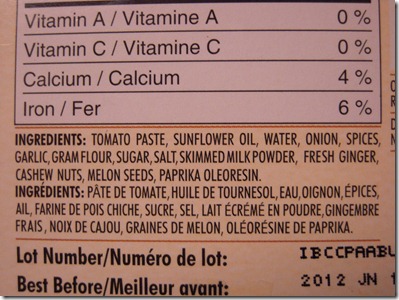 Vitamin A / Vitamine A 0 %
Vitamin C / Vitamine C 0 %
Calcium / Calcium 4 %
Iron / Fer 6 %
INGREDIENTS: TOMATO PASTE, SUNFLOWER OIL, WATER, ONION, SPICES,
GARLIC, GRAM FLOUR, SUGAR, SALT, SKIMMED MILK POWDER, FRESH GINGER,
CASHEW NUTS, MELON SEEDS, PAPRIKA OLEORESIN.
INGRÉDIENTS: PÂTE DE TOMATE, HUILE DE TOURNESOL, EAU, OIGNON, ÉPICES,
AIL, FARINE DE POIS CHICHE, SUCRE, SEL, LAIT ÉCRÉMÉ EN POUDRE, GINGEMBRE
FRAIS, NOIX DE CAJOU, GRAINES DE MELON, OLÉORÉSINE DE PAPRIKA.
Lot Number/Numéro de lot: IBCCPAABU
Best Before/Meilleur avant: 2012 JN 1